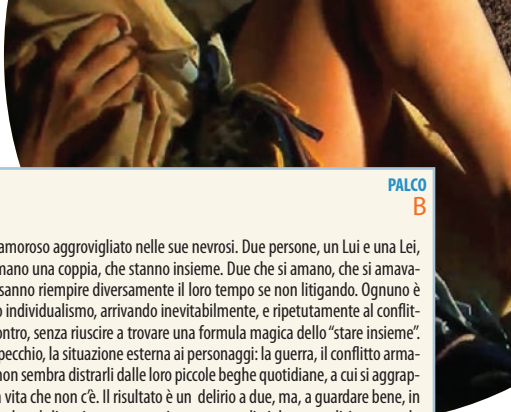 PALCO
B
amoroso aggrovigliato nelle sue nevrosi. Due persone, un Lui e una Lei,
mano una coppia, che stanno insieme. Due che si amano, che si amava-
sanno riempire diversamente il loro tempo se non litigando. Ognuno è
o individualismo, arrivando inevitabilmente, e ripetutamente al conflit-
ontro, senza riuscire a trovare una formula magica dello “stare insieme”.
pecchio, la situazione esterna ai personaggi: la guerra, il conflitto arma-
non sembra distrarli dalle loro piccole beghe quotidiane, a cui si aggrap-
a vita che non c’è. Il risultato è un delirio a due, ma, a guardare bene, in